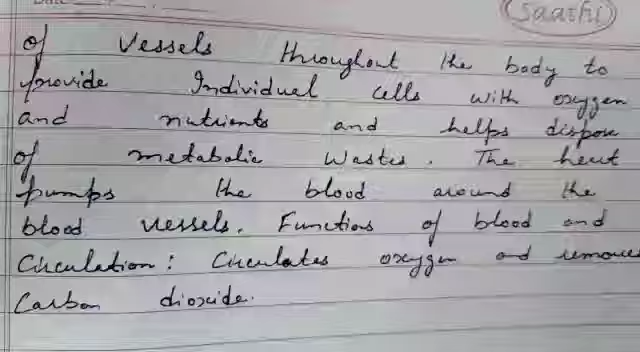 Saathi
of vessels throughout the body to
provide Individual cells with oxygen
and nutrients and helps dispose
of metabolic wastes. The heart
pumps the blood around the
blood vessels. Functions of blood and
Circulation: Circulates oxygen and removes
Carbon dioxide.